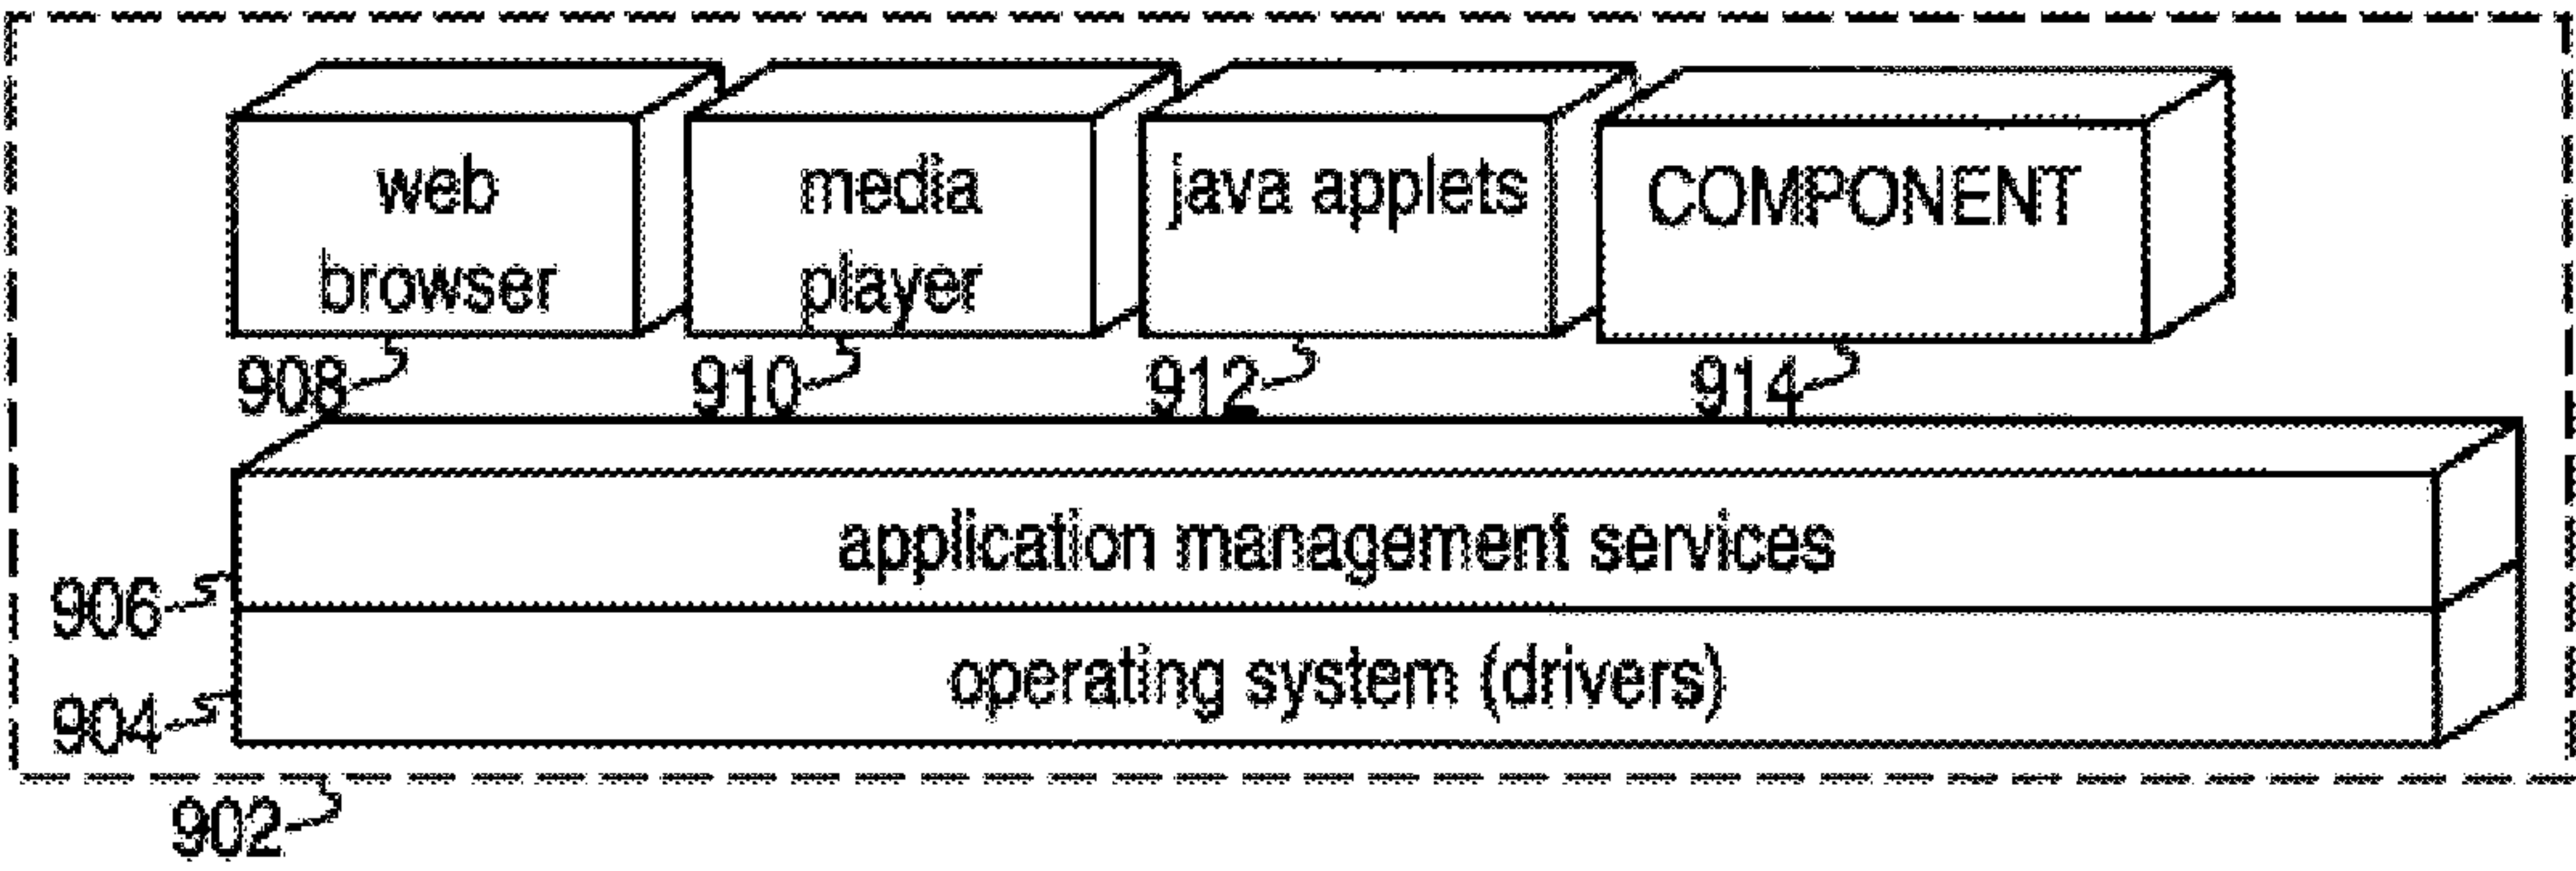 web
browser
media
player
java applets
COMPONENT
908
910
912
914
application management services
906
operating system (drivers)
904
902